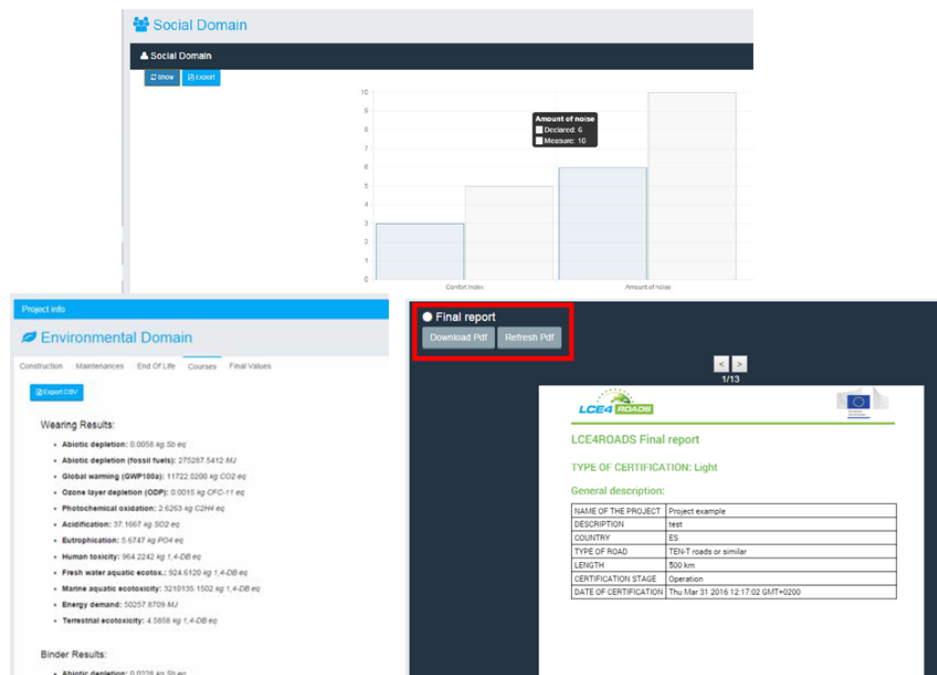 Social Domain
Social Domain
Show Export
10
9
8
7
6
5
4
3
2
1
0
Amount of noise
Declared: 6
Measure: 10
Confort Index Amount of noise
Project info
Environmental Domain
Construction Maintenances End Of Life Courses Final Values
Export CSV
Wearing Results:
Abiotic depletion: 0.0058 kg Sb eq
Abiotic depletion (fossil fuels): 275287.5412 MJ
Global warming (GWP100a): 11722.0200 kg CO2 eq
Ozone layer depletion (ODP): 0.0015 kg CFC-11 eq
Photochemical oxidation: 2.6263 kg C2H4 eq
Acidification: 37.1667 kg SO2 eq
Eutrophication: 5.6747 kg PO4 eq
Human toxicity: 964.2242 kg 1,4-DB eq
Fresh water aquatic ecotox.: 924.6120 kg 1,4-DB eq
Marine aquatic ecotoxicity: 3210135.1502 kg 1,4-DB eq
Energy demand: 50257.8709 MJ
Terrestrial ecotoxicity: 4.5858 kg 1,4-DB eq
Binder Results:
Abiotic depletion: 0.0228 kg Sb eq
Final report
Download Pdf Refresh Pdf
< >
1/13
LCE4 ROADS
LCE4ROADS Final report
TYPE OF CERTIFICATION: Light
General description:
NAME OF THE PROJECT Project example
DESCRIPTION test
COUNTRY ES
TYPE OF ROAD TEN-T roads or similar
LENGTH 500 km
CERTIFICATION STAGE Operation
DATE OF CERTIFICATION Thu Mar 31 2016 12:17:02 GMT+0200